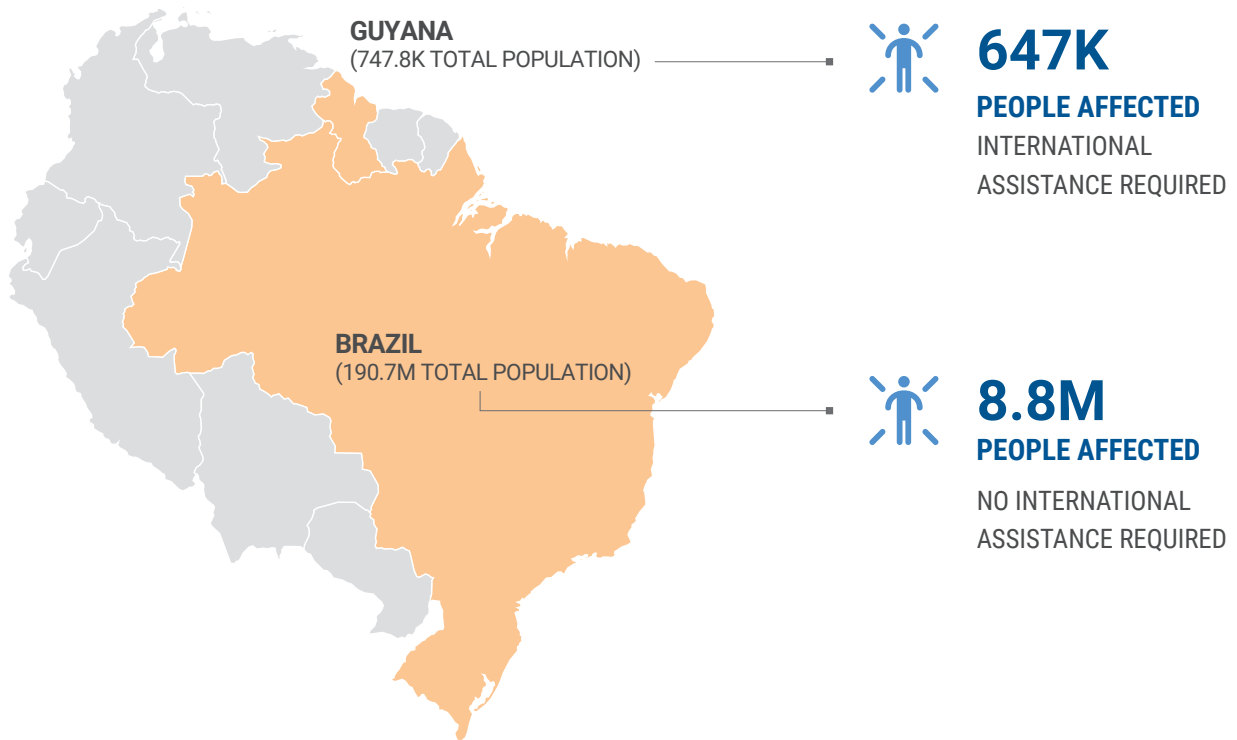 GUYANA
(747.8K TOTAL POPULATION)
647K
PEOPLE AFFECTED
INTERNATIONAL
ASSISTANCE REQUIRED
BRAZIL
(190.7M TOTAL POPULATION)
8.8M
PEOPLE AFFECTED
NO INTERNATIONAL
ASSISTANCE REQUIRED